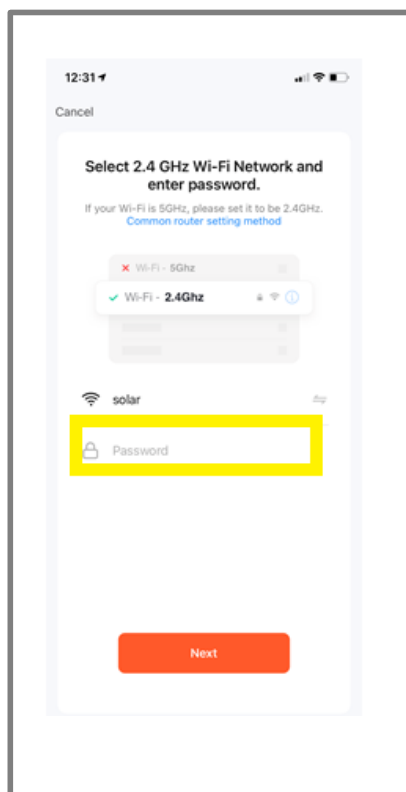 12:31
Cancel
Select 2.4 GHz Wi-Fi Network and
enter password.
If your Wi-Fi is 5GHz, please set it to be 2.4GHz.
Common router setting method
Wi-Fi - 5Ghz
Wi-Fi - 2.4Ghz
solar
Password
Next